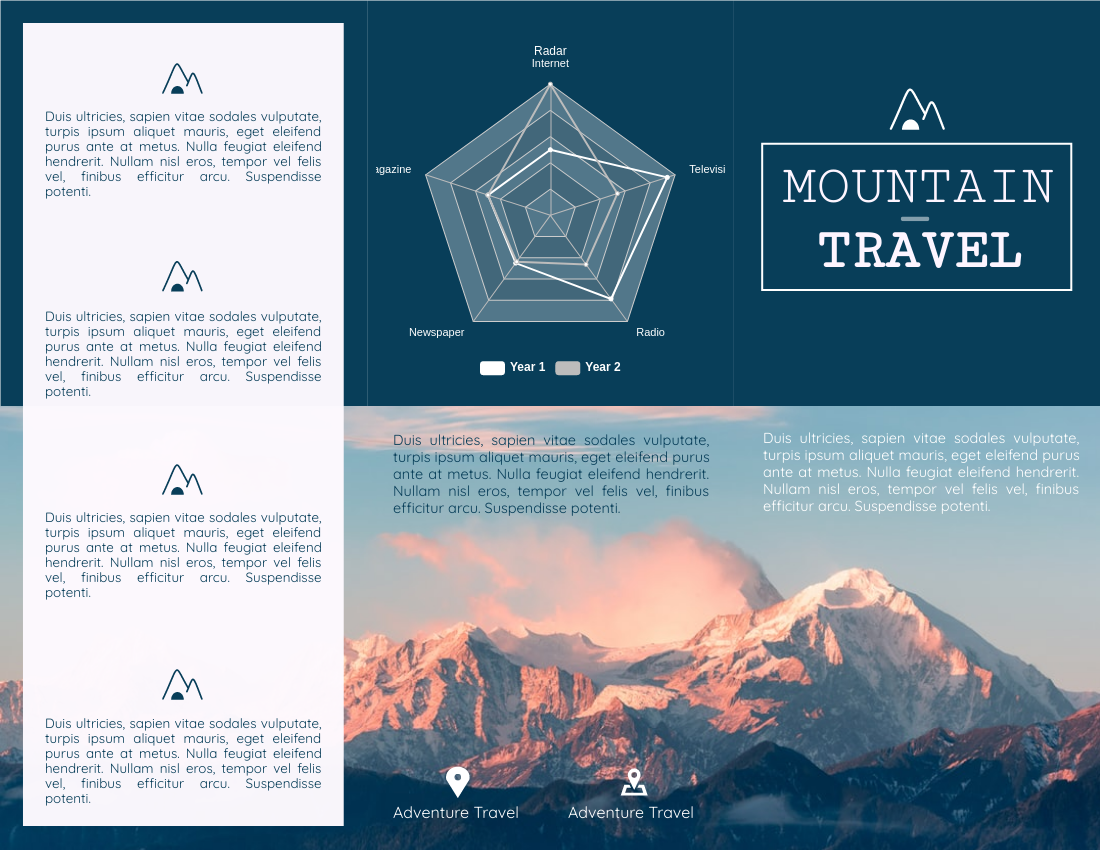 Duis ultricies, sapien vitae sodales vulputate,
turpis ipsum aliquet mauris, eget eleifend
purus ante at metus. Nulla feugiat eleifend
hendrerit. Nullam nisl eros, tempor vel felis
vel, finibus efficitur arcu. Suspendisse
potenti.
Duis ultricies, sapien vitae sodales vulputate,
turpis ipsum aliquet mauris, eget eleifend
purus ante at metus. Nulla feugiat eleifend
hendrerit. Nullam nisl eros, tempor vel felis
vel, finibus efficitur arcu. Suspendisse
potenti.
Duis ultricies, sapien vitae sodales vulputate,
turpis ipsum aliquet mauris, eget eleifend
purus ante at metus. Nulla feugiat eleifend
hendrerit. Nullam nisl eros, tempor vel felis
vel, finibus efficitur arcu. Suspendisse
potenti.
Duis ultricies, sapien vitae sodales vulputate,
turpis ipsum aliquet mauris, eget eleifend
purus ante at metus. Nulla feugiat eleifend
hendrerit. Nullam nisl eros, tempor vel felis
vel, finibus efficitur arcu. Suspendisse
potenti.
Radar
Internet
agazine
Televisi
Newspaper
Radio
Year 1
Year 2
Duis ultricies, sapien vitae sodales vulputate,
turpis ipsum aliquet mauris, eget eleifend purus
ante at metus. Nulla feugiat eleifend hendrerit.
Nullam nisl eros, tempor vel felis vel, finibus
efficitur arcu. Suspendisse potenti.
Adventure Travel
Adventure Travel
MOUNTAIN
TRAVEL
Duis ultricies, sapien vitae sodales vulputate,
turpis ipsum aliquet mauris, eget eleifend purus
ante at metus. Nulla feugiat eleifend hendrerit.
Nullam nisl eros, tempor vel felis vel, finibus
efficitur arcu. Suspendisse potenti.